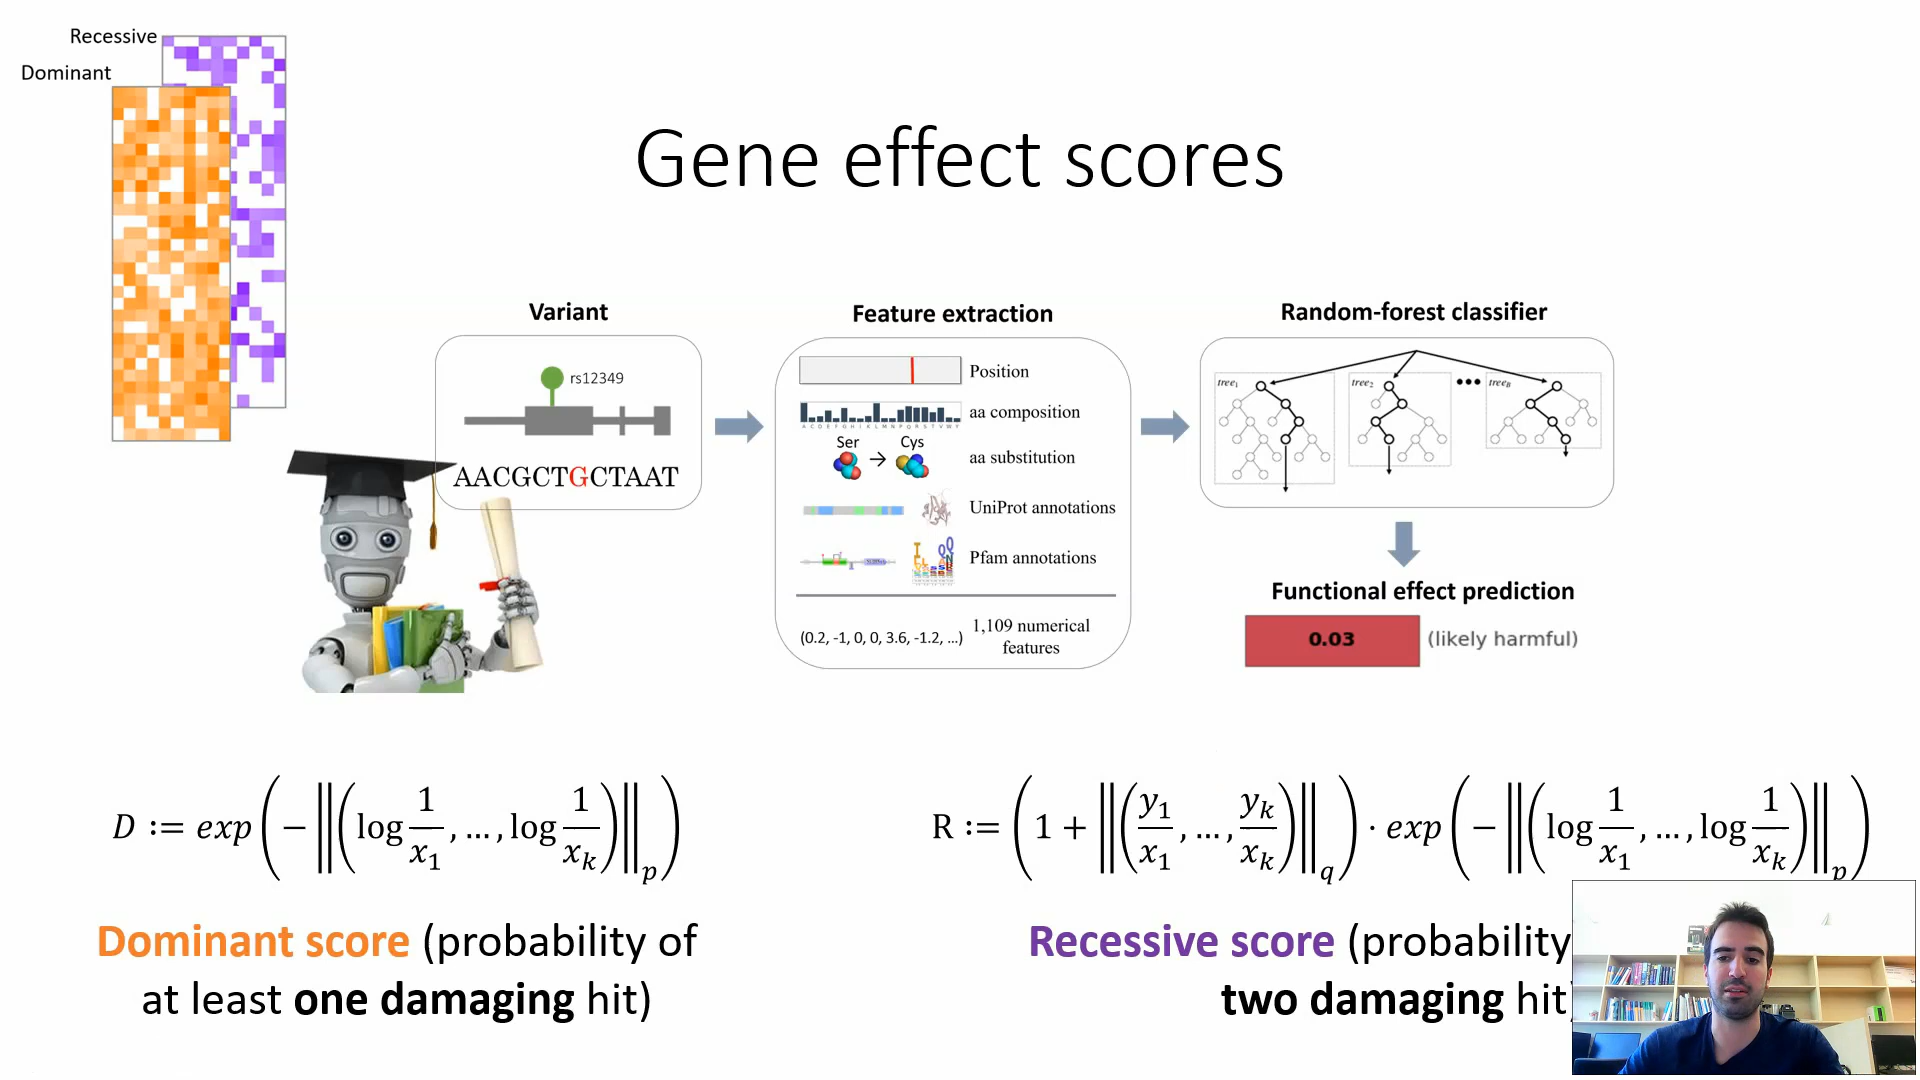 Recessive
Dominant
Gene effect scores
Variant
rs12349
AACGCTGCTAAT
Feature extraction
Position
aa composition
Ser → Cys
aa substitution
UniProt annotations
Pfam annotations
(0.2, -1, 0, 0, 3.6, -1.2, ...)
1,109 numerical
features
Random-forest classifier
tree₁
tree₂
•••
tree_B
Functional effect prediction
0.03
(likely harmful)
D := exp(−‖(log 1/x₁, ..., log 1/xₖ)‖ₚ)
R := (1 + ‖(y₁/x₁, ..., yₖ/xₖ)‖_q) · exp(−‖(log 1/x₁, ..., log 1/xₖ)‖ₚ)
Dominant score (probability of
at least one damaging hit)
Recessive score (probability
two damaging hit)